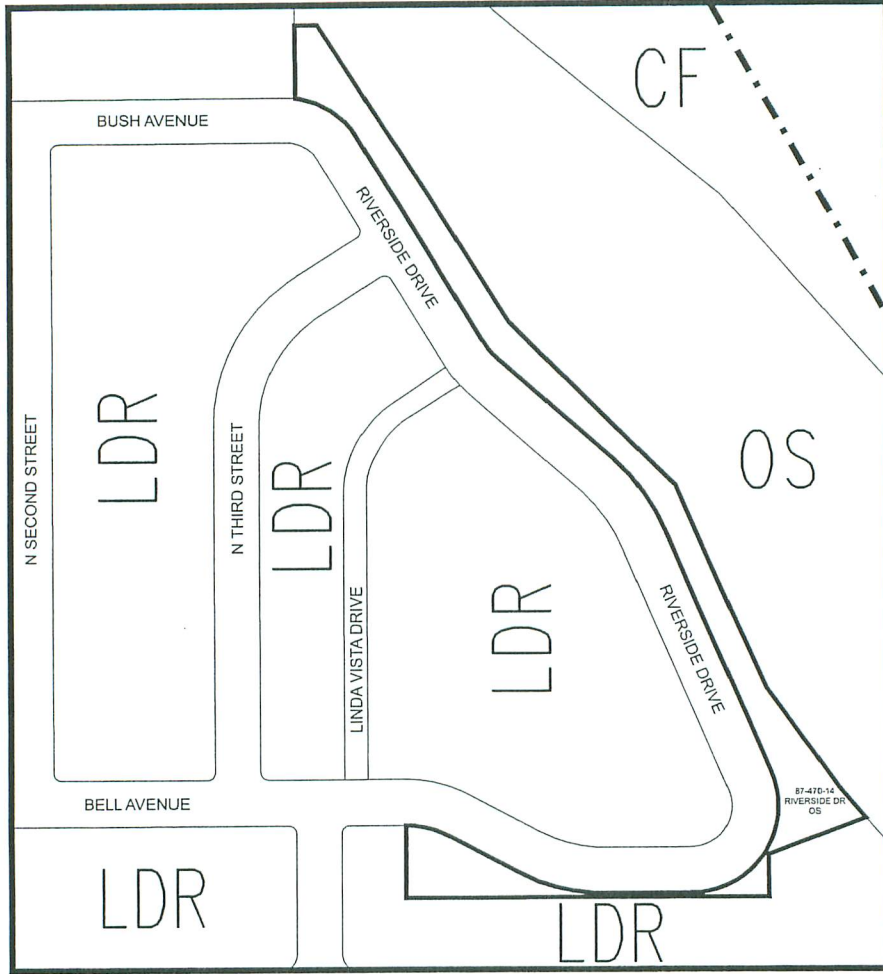 CF
BUSH AVENUE
RIVERSIDE DRIVE
LDR
N SECOND STREET
N THIRD STREET
LDR
OS
LINDA VISTA DRIVE
LDR
RIVERSIDE DRIVE
87-470-14
RIVERSIDE DR
OS
BELL AVENUE
LDR
LDR